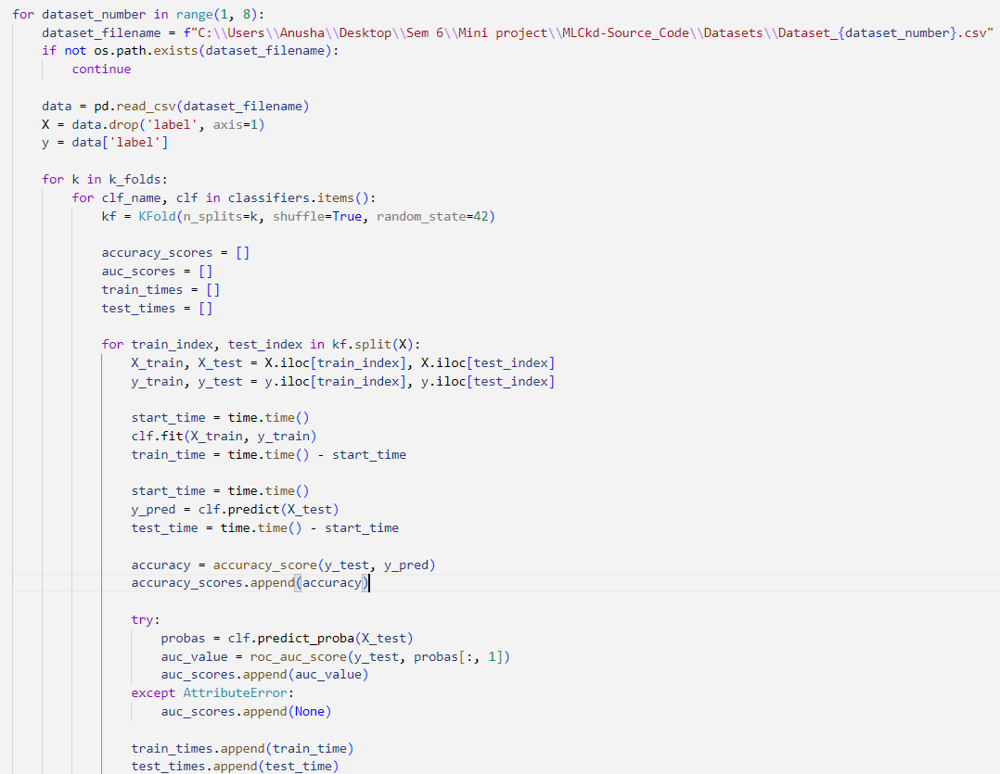 for dataset_number in range(1, 8):
    dataset_filename = f"C:\\Users\\Anusha\\Desktop\\Sem 6\\Mini project\\MLCkd-Source_Code\\Datasets\\Dataset_{dataset_number}.csv"
    if not os.path.exists(dataset_filename):
        continue

    data = pd.read_csv(dataset_filename)
    X = data.drop('label', axis=1)
    y = data['label']

    for k in k_folds:
        for clf_name, clf in classifiers.items():
            kf = KFold(n_splits=k, shuffle=True, random_state=42)

            accuracy_scores = []
            auc_scores = []
            train_times = []
            test_times = []

            for train_index, test_index in kf.split(X):
                X_train, X_test = X.iloc[train_index], X.iloc[test_index]
                y_train, y_test = y.iloc[train_index], y.iloc[test_index]

                start_time = time.time()
                clf.fit(X_train, y_train)
                train_time = time.time() - start_time

                start_time = time.time()
                y_pred = clf.predict(X_test)
                test_time = time.time() - start_time

                accuracy = accuracy_score(y_test, y_pred)
                accuracy_scores.append(accuracy)

                try:
                    probas = clf.predict_proba(X_test)
                    auc_value = roc_auc_score(y_test, probas[:, 1])
                    auc_scores.append(auc_value)
                except AttributeError:
                    auc_scores.append(None)

                train_times.append(train_time)
                test_times.append(test_time)